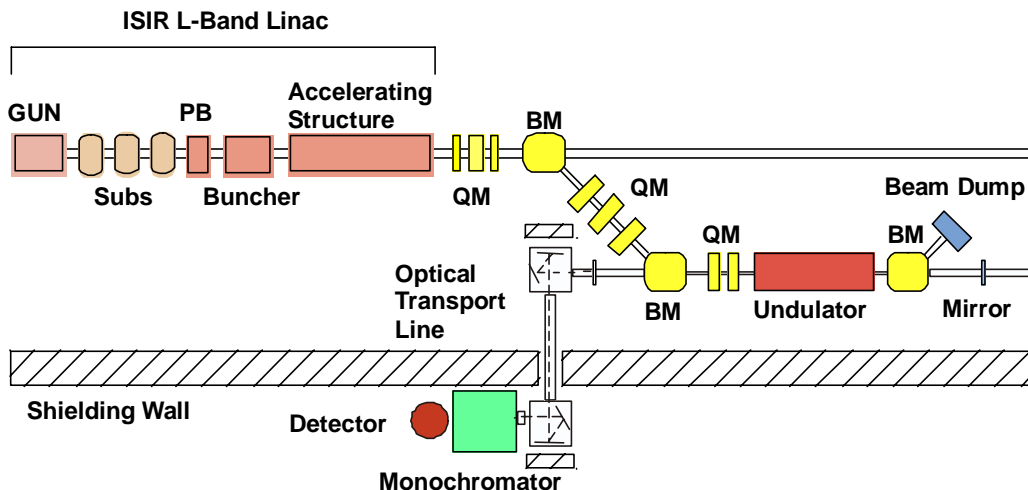 ISIR L-Band Linac
GUN
PB
Accelerating
Structure
BM
Subs
Buncher
QM
QM
Beam Dump
QM
BM
Optical
Transport
Line
BM
Undulator
Mirror
Shielding Wall
Detector
Monochromator